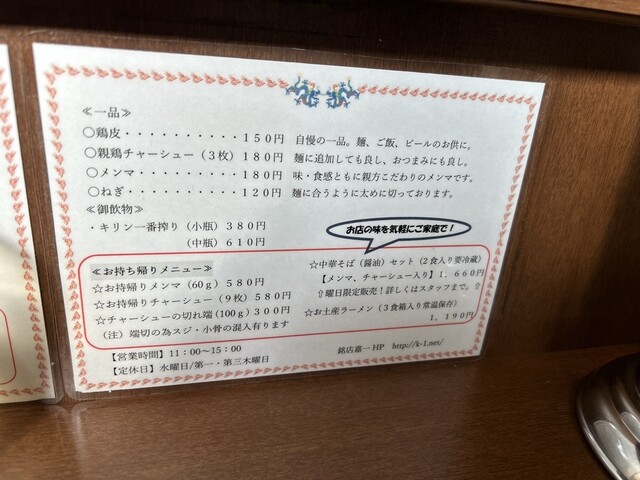 ≪一品≫
○鶏皮・・・・・・・・・・１５０円 自慢の一品。麺、ご飯、ビールのお供に。
○親鶏チャーシュー（３枚）１８０円 麺に追加しても良し、おつまみにも良し。
○メンマ・・・・・・・・・１８０円 味・食感ともに親方こだわりのメンマです。
○ねぎ・・・・・・・・・・１２０円 麺に合うように太めに切っております。
≪御飲物≫
・キリン一番搾り（小瓶）３８０円
（中瓶）６１０円
お店の味を気軽にご家庭で！
≪お持ち帰りメニュー≫
☆お持帰りメンマ（60ｇ）５８０円
☆お持帰りチャーシュー（９枚）５８０円
☆チャーシューの切れ端（100ｇ）３００円
（注）端切の為スジ・小骨の混入有ります
☆中華そば（醤油）セット（２食入り要冷蔵）
【メンマ、チャーシュー入り】１，６６０円
⇧曜日限定販売！詳しくはスタッフまで。⇧
☆お土産ラーメン（３食箱入り常温保存）
１，１９０円
【営業時間】11：00～15：00
【定休日】水曜日/第一・第三木曜日
銘店嘉一 HP http://k-1.net/